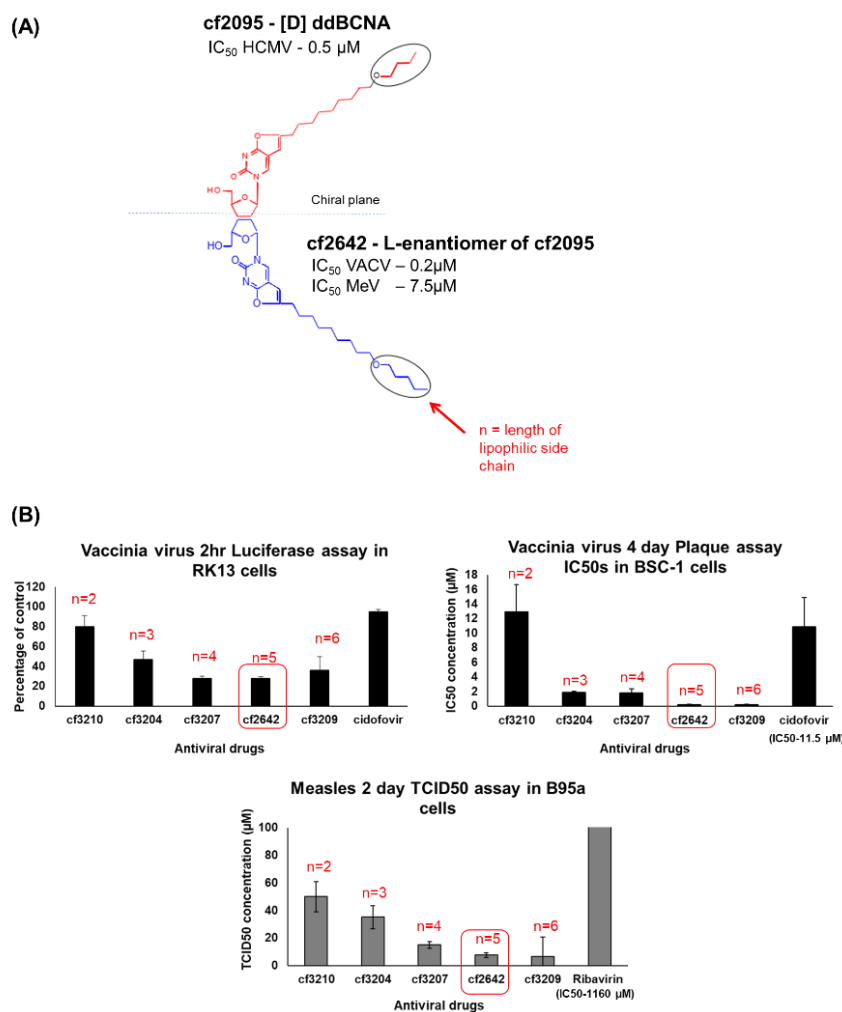 (A)
cf2095 - [D] ddBCNA
IC50 HCMV - 0.5 µM
O
O
N
O
N
HO
O
Chiral plane
HO
O
cf2642 - L-enantiomer of cf2095
IC50 VACV – 0.2µM
IC50 MeV – 7.5µM
N
O
N
O
O
n = length of
lipophilic side
chain
(B)
Vaccinia virus 2hr Luciferase assay in
RK13 cells
Percentage of control
120
100
80
60
40
20
0
n=2
n=3
n=4
n=5
n=6
cf3210 cf3204 cf3207 cf2642 cf3209 cidofovir
Antiviral drugs
Vaccinia virus 4 day Plaque assay
IC50s in BSC-1 cells
IC50 concentration (µM)
18
16
14
12
10
8
6
4
2
0
n=2
n=3
n=4
n=5
n=6
cf3210 cf3204 cf3207 cf2642 cf3209 cidofovir
(IC50-11.5 µM)
Antiviral drugs
Measles 2 day TCID50 assay in B95a
cells
TCID50 concentration (µM)
100
80
60
40
20
0
n=2
n=3
n=4
n=5
n=6
cf3210 cf3204 cf3207 cf2642 cf3209 Ribavirin
(IC50-1160 µM)
Antiviral drugs